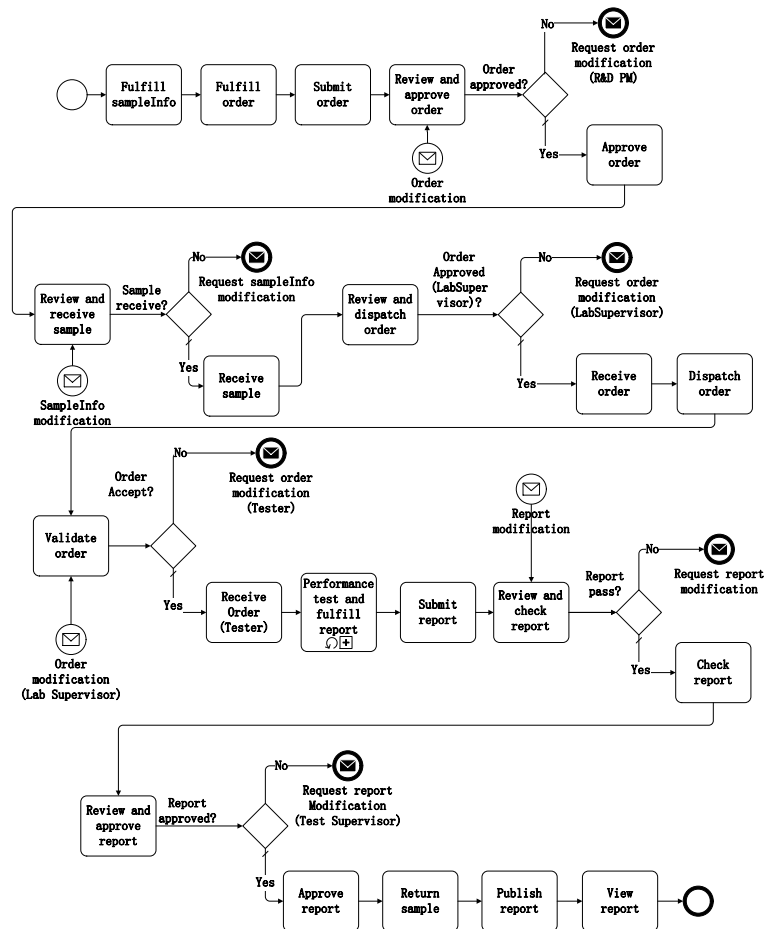 No
Request order
modification
(R&D PM)
Fulfill
sampleInfo
Fulfill
order
Submit
order
Review and
approve
order
Order
approved?
Yes
Approve
order
Order
modification
No
Request sampleInfo
modification
Order
Approved
(LabSuper
visor)?
No
Request order
modification
(LabSupervisor)
Review and
receive
sample
Sample
receive?
Review and
dispatch
order
Yes
Receive
sample
Yes
Receive
order
Dispatch
order
SampleInfo
modification
No
Request order
modification
(Tester)
Order
Accept?
Validate
order
Report
modification
No
Request report
modification
Yes
Receive
Order
(Tester)
Performance
test and
fulfill
report
Submit
report
Review and
check
report
Report
pass?
Yes
Check
report
Order
modification
(Lab Supervisor)
No
Request report
Modification
(Test Supervisor)
Review and
approve
report
Report
approved?
Yes
Approve
report
Return
sample
Publish
report
View
report